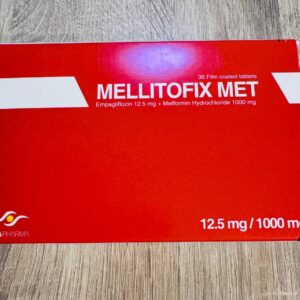 30 Film coated tablets
MELLITOFIX MET
Empagliflozin 12.5 mg + Metformin Hydrochloride 1000 mg
PHARMA
12.5 mg / 1000 m